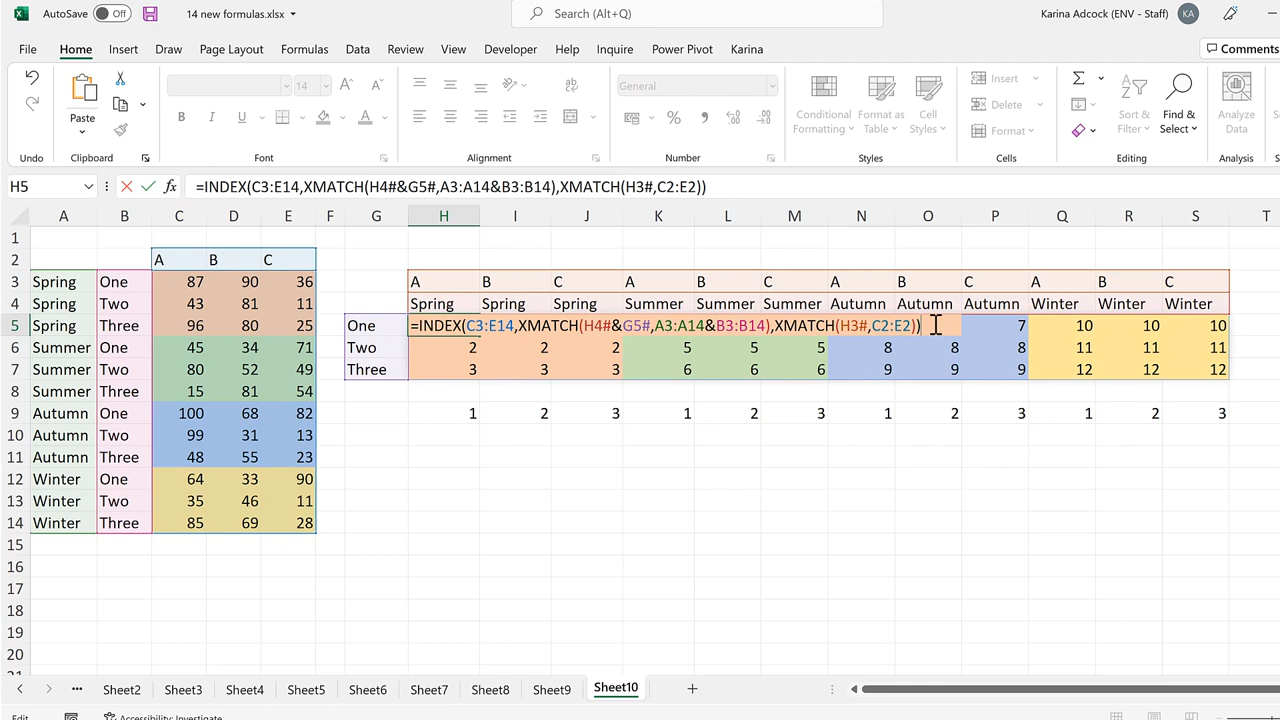 AutoSave Off 14 new formulas.xlsx Search (Alt+Q) Karina Adcock (ENV - Staff) KA
File Home Insert Draw Page Layout Formulas Data Review View Developer Help Inquire Power Pivot Karina Comments
14 General Insert
Paste Conditional Formatting Format as Table Cell Styles Delete Sort & Filter Find & Select Analyze Data
Format
Undo Clipboard Font Alignment Number Styles Cells Editing Analysis
H5 fx =INDEX(C3:E14,XMATCH(H4#&G5#,A3:A14&B3:B14),XMATCH(H3#,C2:E2))
A B C D E F G H I J K L M N O P Q R S T
1
2 A B C
3 Spring One 87 90 36 A B C A B C A B C A B C
4 Spring Two 43 81 11 Spring Spring Spring Summer Summer Summer Autumn Autumn Autumn Winter Winter Winter
5 Spring Three 96 80 25 One =INDEX(C3:E14,XMATCH(H4#&G5#,A3:A14&B3:B14),XMATCH(H3#,C2:E2)) 7 10 10 10
6 Summer One 45 34 71 Two 2 2 2 5 5 5 8 8 8 11 11 11
7 Summer Two 80 52 49 Three 3 3 3 6 6 6 9 9 9 12 12 12
8 Summer Three 15 81 54
9 Autumn One 100 68 82 1 2 3 1 2 3 1 2 3 1 2 3
10 Autumn Two 99 31 13
11 Autumn Three 48 55 23
12 Winter One 64 33 90
13 Winter Two 35 46 11
14 Winter Three 85 69 28
15
16
17
18
19
20
21
Sheet2 Sheet3 Sheet4 Sheet5 Sheet6 Sheet7 Sheet8 Sheet9 Sheet10
Edit Accessibility: Investigate